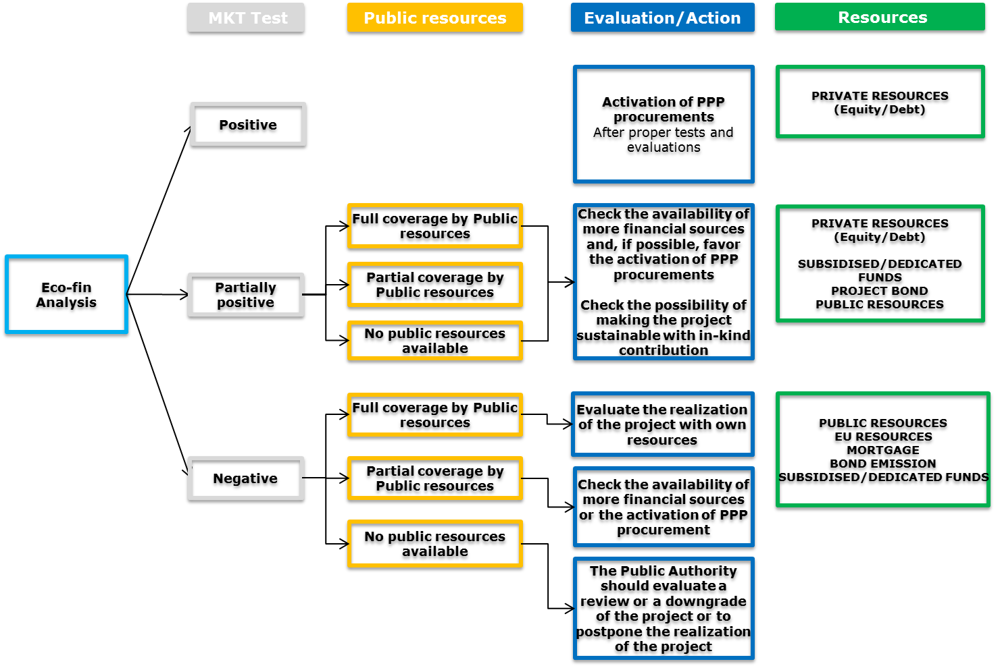 MKT Test
Public resources
Evaluation/Action
Resources
Eco-fin
Analysis
Positive
Activation of PPP
procurements
After proper tests and
evaluations
PRIVATE RESOURCES
(Equity/Debt)
Partially
positive
Full coverage by Public
resources
Partial coverage by
Public resources
No public resources
available
Check the availability of
more financial sources
and, if possible, favor
the activation of PPP
procurements
Check the possibility of
making the project
sustainable with in-kind
contribution
PRIVATE RESOURCES
(Equity/Debt)
SUBSIDISED/DEDICATED
FUNDS
PROJECT BOND
PUBLIC RESOURCES
Negative
Full coverage by Public
resources
Partial coverage by
Public resources
No public resources
available
Evaluate the realization
of the project with own
resources
Check the availability of
more financial sources
or the activation of PPP
procurement
The Public Authority
should evaluate a
review or a downgrade
of the project or to
postpone the realization
of the project
PUBLIC RESOURCES
EU RESOURCES
MORTGAGE
BOND EMISSION
SUBSIDISED/DEDICATED FUNDS